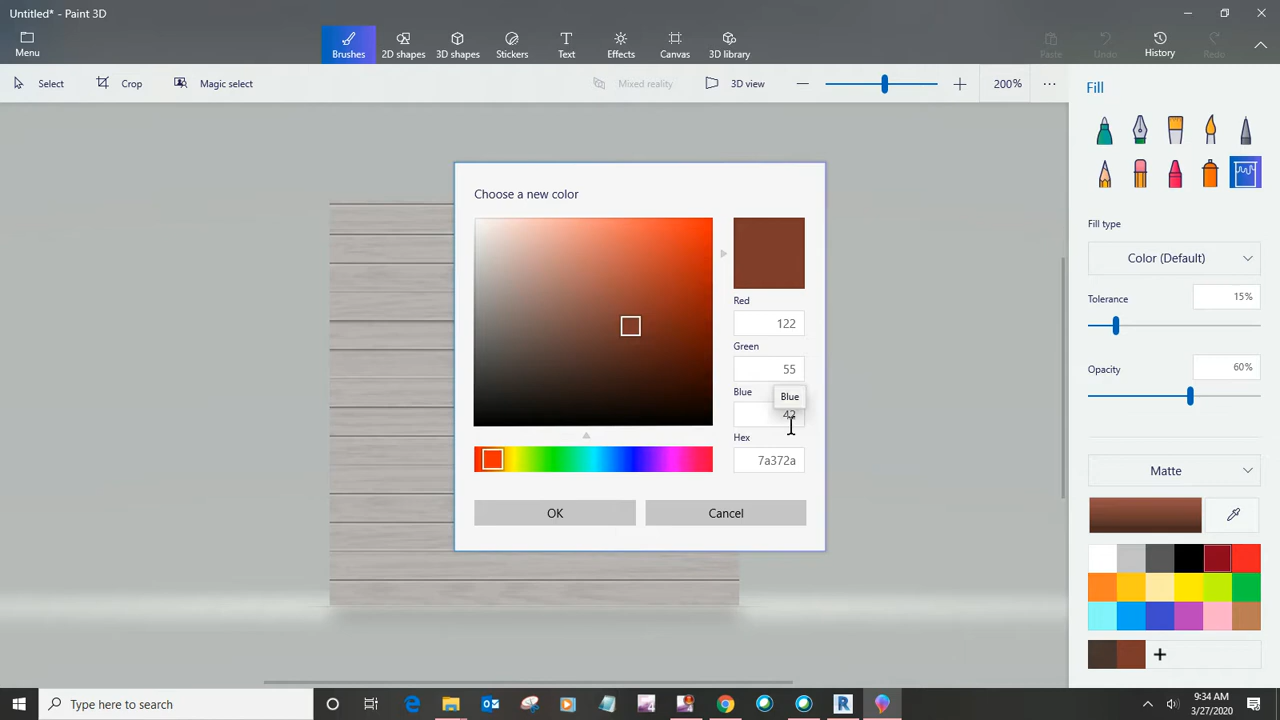 Untitled* - Paint 3D
Menu
Brushes
2D shapes
3D shapes
Stickers
Text
Effects
Canvas
3D library
Paste
Undo
History
Redo
Select
Crop
Magic select
Mixed reality
3D view
200%
Fill
Choose a new color
Red
122
Green
55
Blue
Blue
42
Hex
7a372a
OK
Cancel
Fill type
Color (Default)
Tolerance
15%
Opacity
60%
Matte
Type here to search
9:34 AM
3/27/2020